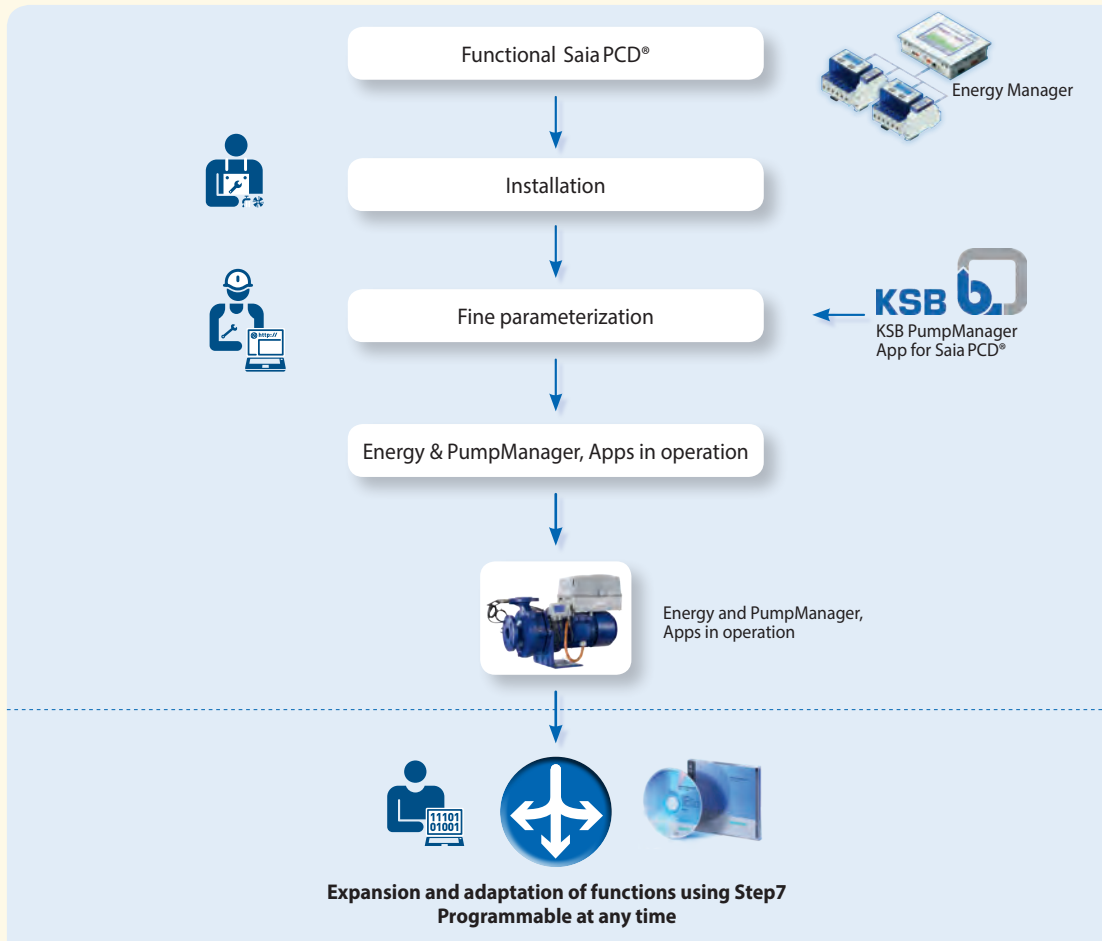 Functional Saia PCD®
Energy Manager
Installation
http://
Fine parameterization
KSB b
KSB PumpManager
App for Saia PCD®
Energy & PumpManager, Apps in operation
Energy and PumpManager,
Apps in operation
11101
01001
Expansion and adaptation of functions using Step7
Programmable at any time